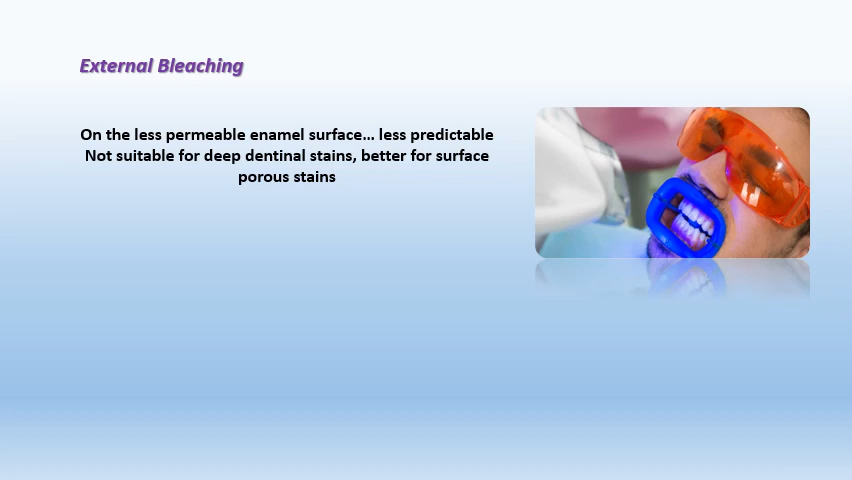 External Bleaching
On the less permeable enamel surface... less predictable
Not suitable for deep dentinal stains, better for surface
porous stains